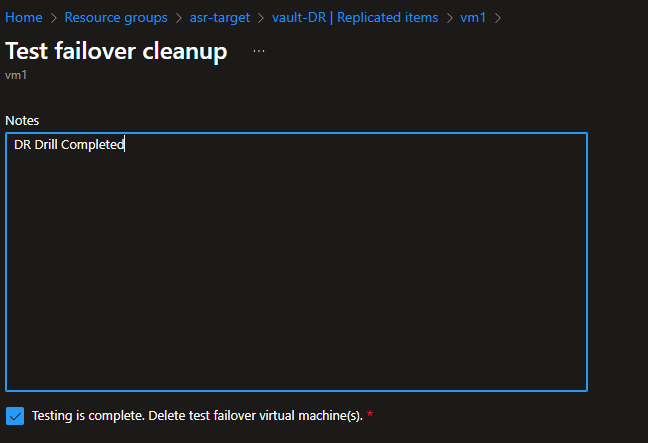 Home > Resource groups > asr-target > vault-DR | Replicated items > vm1 >
Test failover cleanup ...
vm1
Notes
DR Drill Completed
Testing is complete. Delete test failover virtual machine(s). *